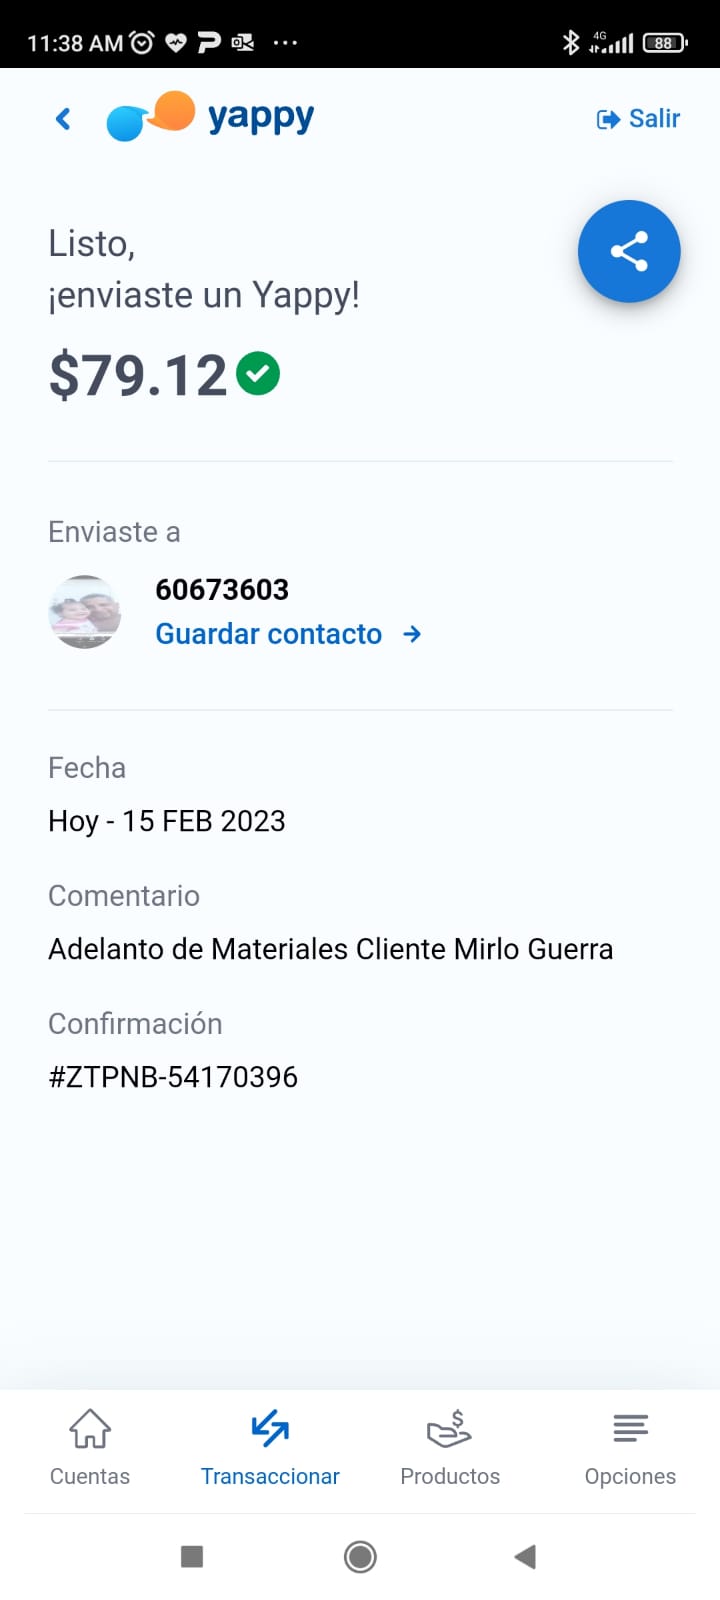 11:38 AM
4G
88
yappy
Salir
Listo,
¡enviaste un Yappy!
$79.12
Enviaste a
60673603
Guardar contacto
Fecha
Hoy - 15 FEB 2023
Comentario
Adelanto de Materiales Cliente Mirlo Guerra
Confirmación
#ZTPNB-54170396
Cuentas
Transaccionar
Productos
Opciones